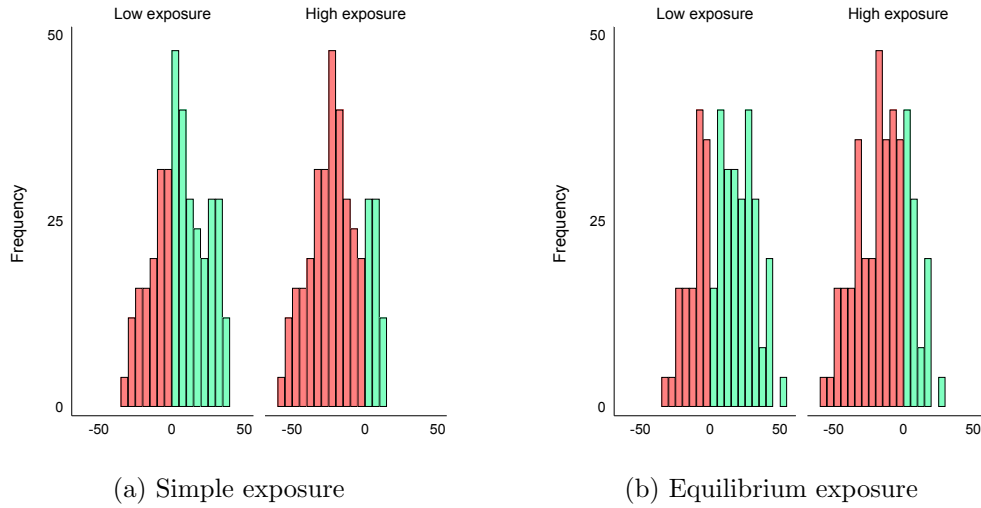 Low exposure
High exposure
50
25
0
Frequency
-50 0 50
-50 0 50
(a) Simple exposure
Low exposure
High exposure
50
25
0
Frequency
-50 0 50
-50 0 50
(b) Equilibrium exposure